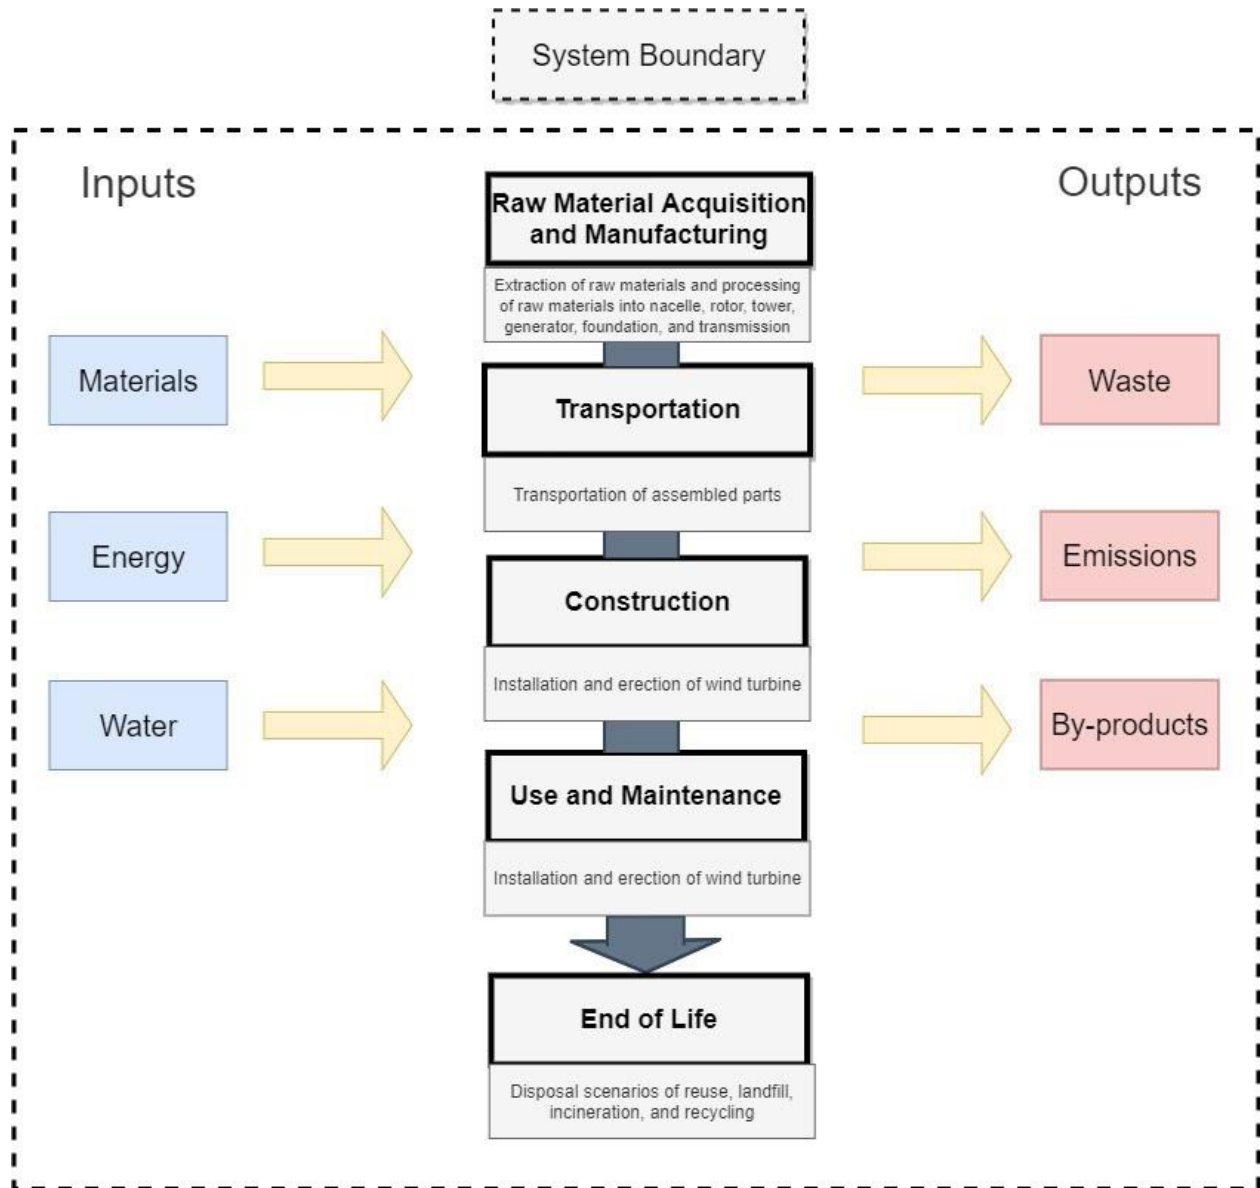 System Boundary
Inputs
Outputs
Raw Material Acquisition
and Manufacturing
Extraction of raw materials and processing
of raw materials into nacelle, rotor, tower,
generator, foundation, and transmission
Materials
Waste
Transportation
Transportation of assembled parts
Energy
Emissions
Construction
Installation and erection of wind turbine
Water
By-products
Use and Maintenance
Installation and erection of wind turbine
End of Life
Disposal scenarios of reuse, landfill,
incineration, and recycling